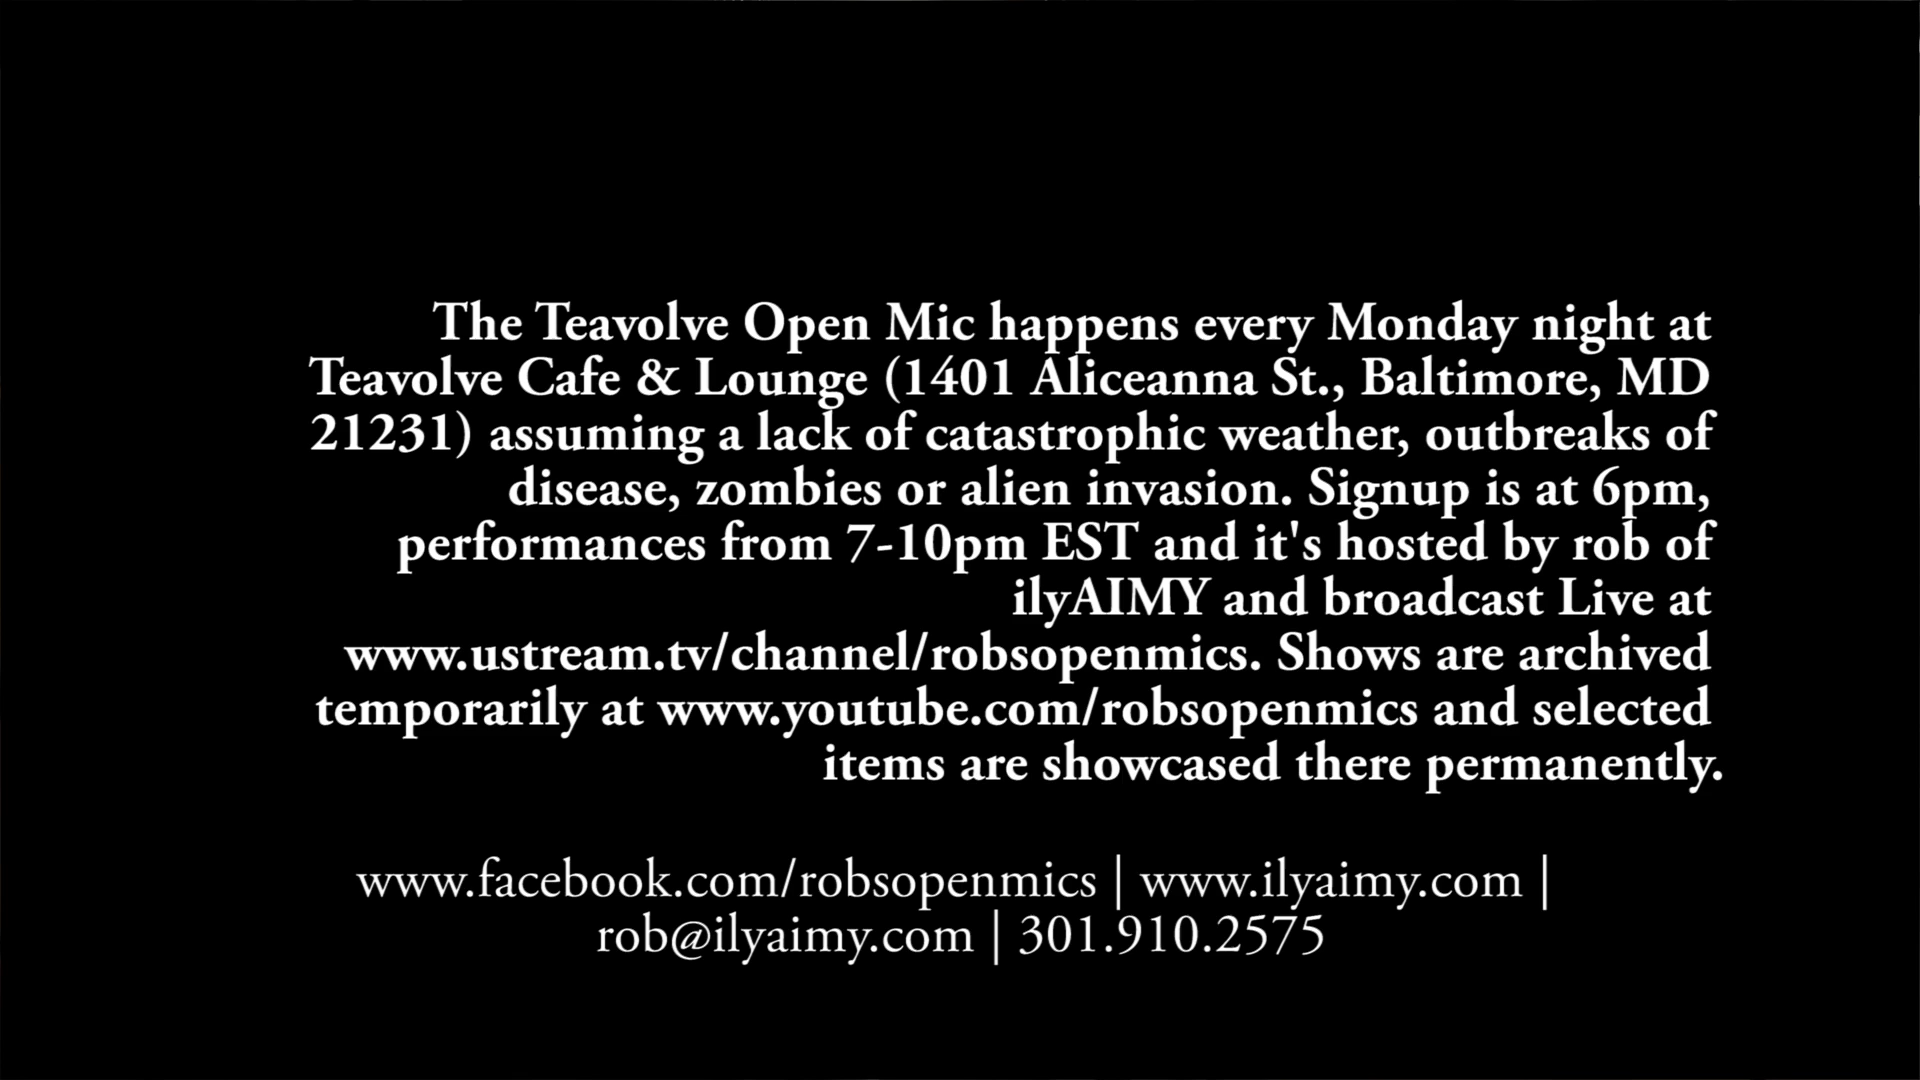 The Teavolve Open Mic happens every Monday night at
Teavolve Cafe & Lounge (1401 Aliceanna St., Baltimore, MD
21231) assuming a lack of catastrophic weather, outbreaks of
disease, zombies or alien invasion. Signup is at 6pm,
performances from 7-10pm EST and it's hosted by rob of
ilyAIMY and broadcast Live at
www.ustream.tv/channel/robsopenmics. Shows are archived
temporarily at www.youtube.com/robsopenmics and selected
items are showcased there permanently.
www.facebook.com/robsopenmics | www.ilyaimy.com |
rob@ilyaimy.com | 301.910.2575